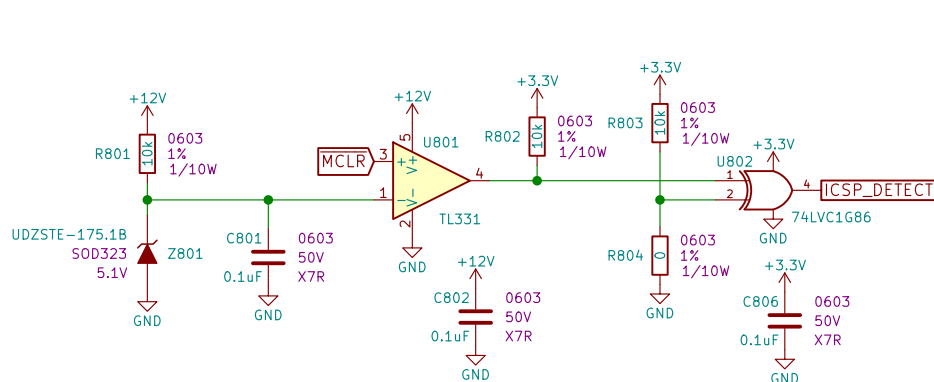 +12V
R801
10k
0603
1%
1/10W
UDZSTE-175.1B
SOD323
5.1V
Z801
GND
C801
0.1uF
0603
50V
X7R
GND
MCLR
+12V
U801
3
+
V+
5
1
-
V-
2
4
TL331
GND
+12V
C802
0.1uF
0603
50V
X7R
GND
+3.3V
R802
10k
0603
1%
1/10W
+3.3V
R803
10k
0603
1%
1/10W
R804
0
0603
1%
1/10W
GND
U802
+3.3V
1
2
4
ICSP_DETECT
74LVC1G86
GND
+3.3V
C806
0.1uF
0603
50V
X7R
GND